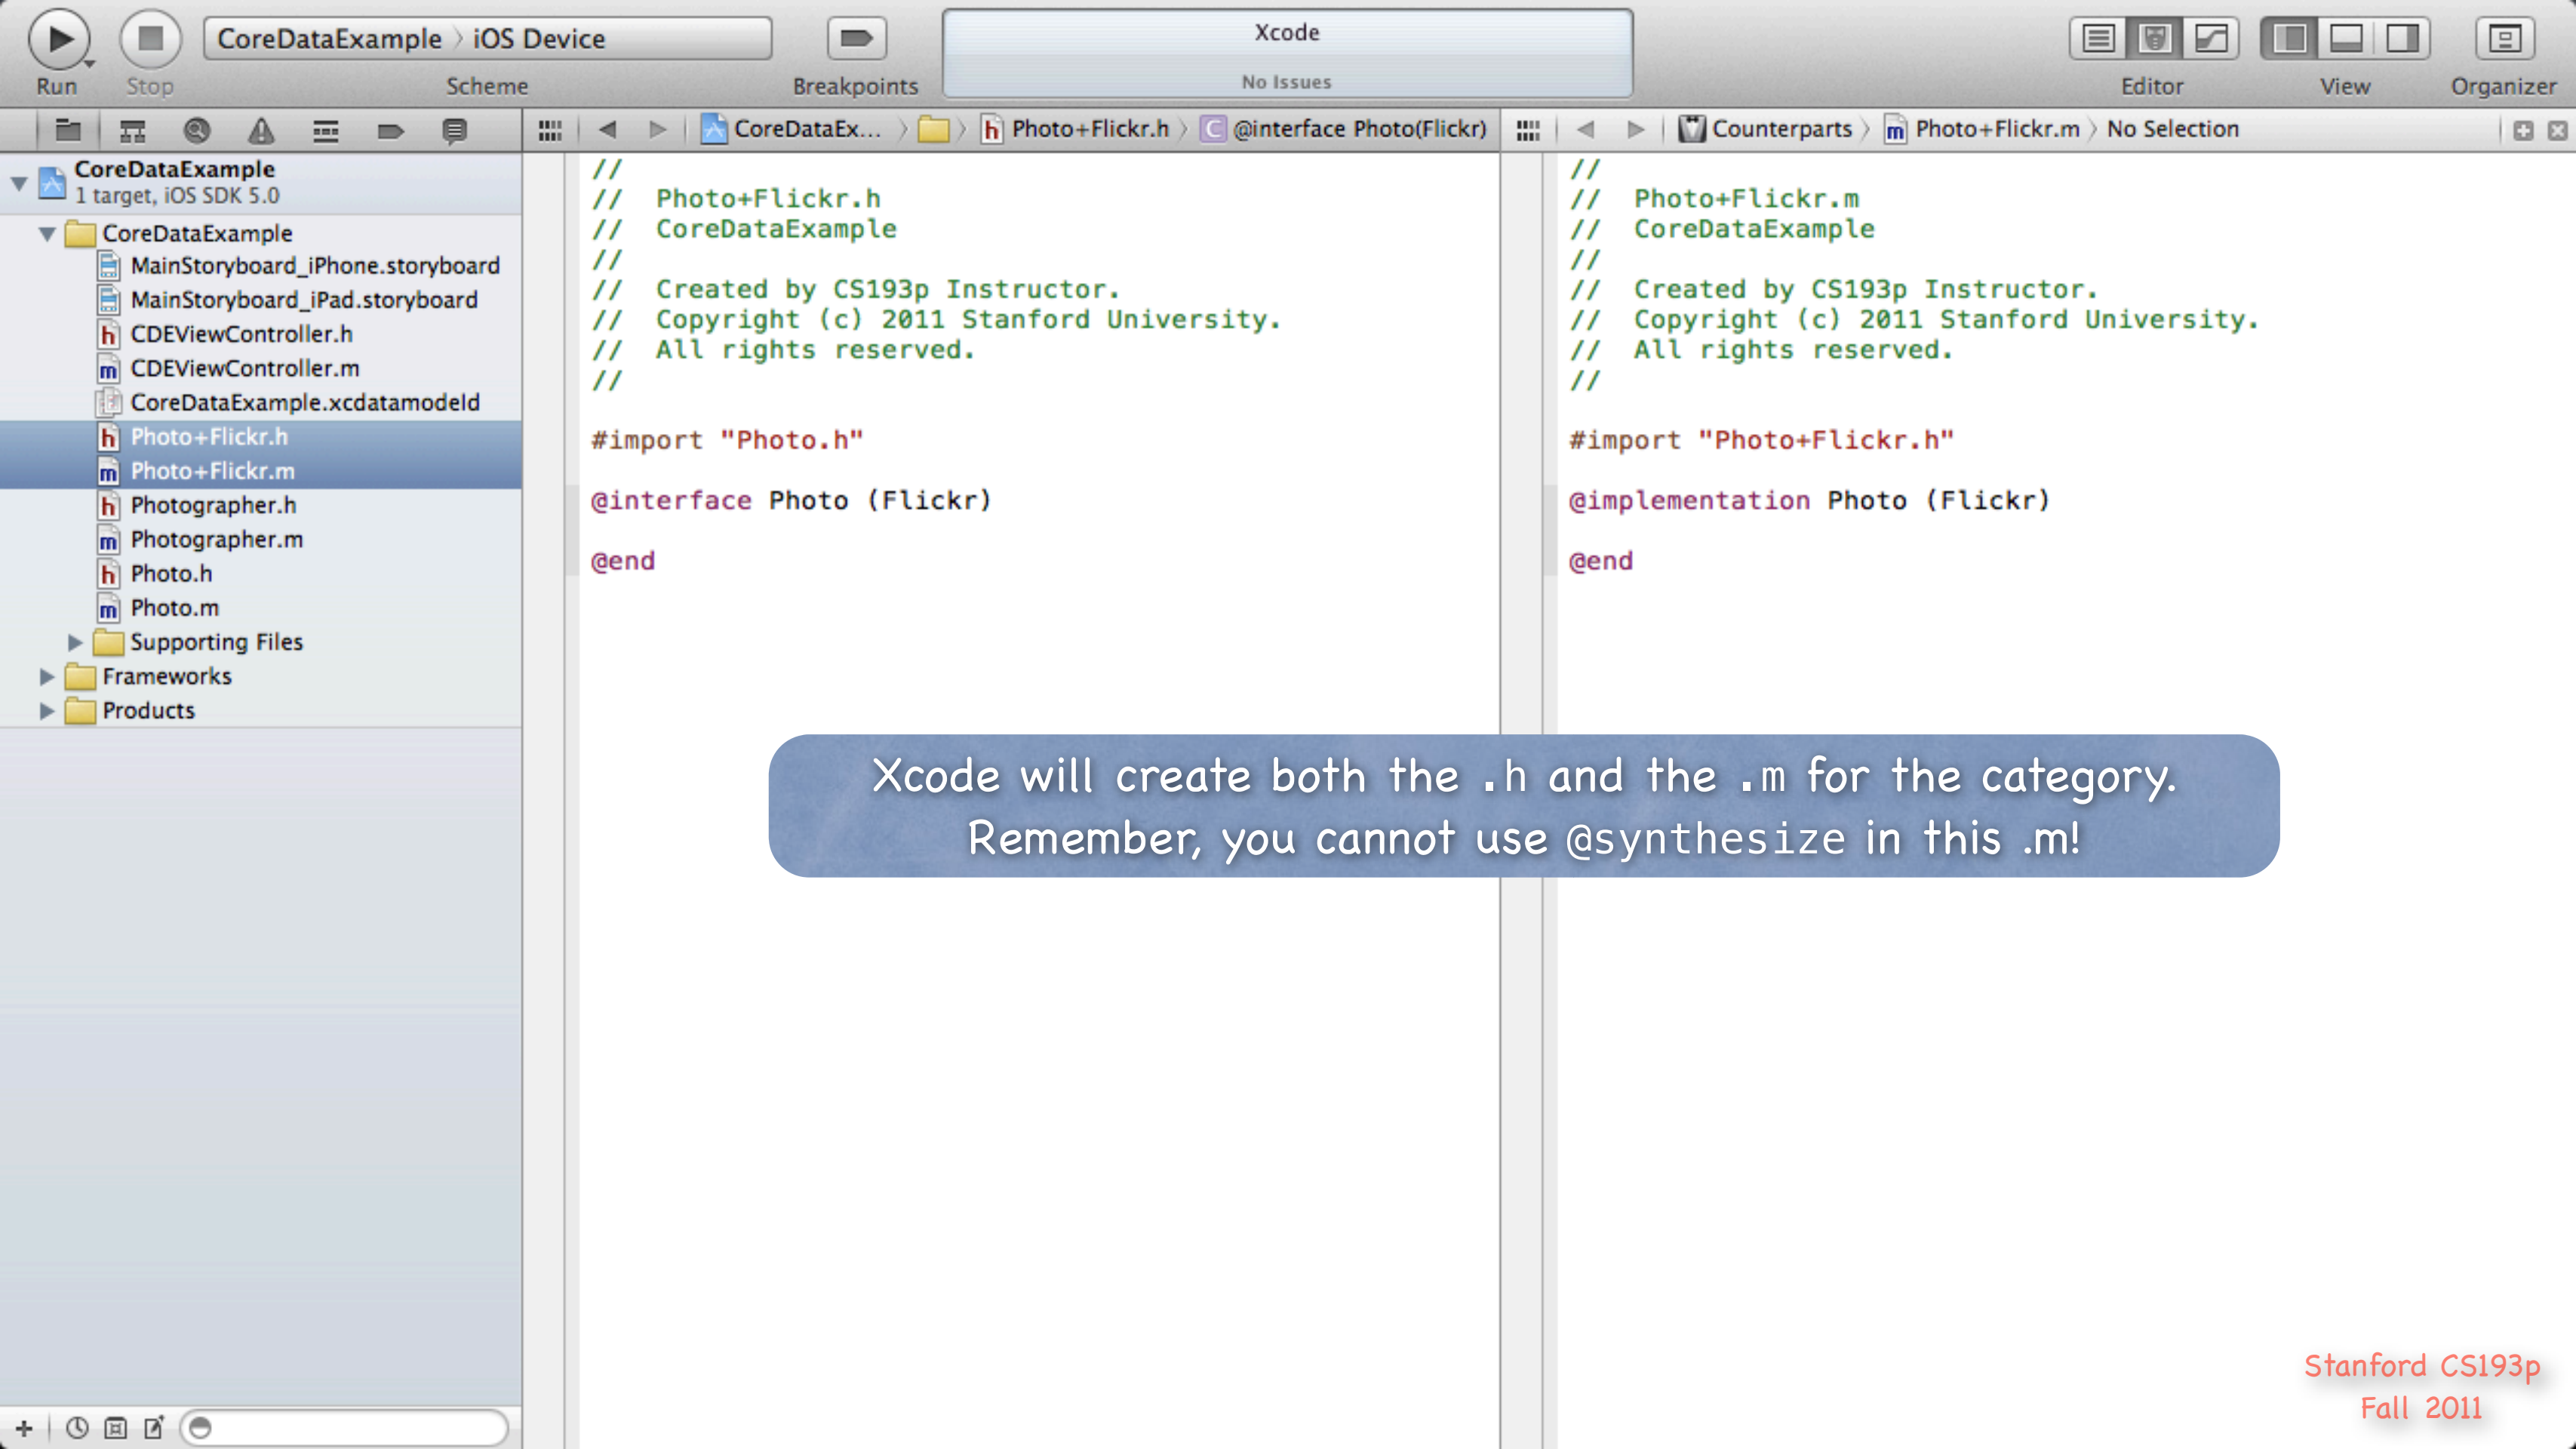 CoreDataExample › iOS Device
Xcode
No Issues
Run
Stop
Scheme
Breakpoints
Editor
View
Organizer
CoreDataEx... › › Photo+Flickr.h › C @interface Photo(Flickr)
Counterparts › m Photo+Flickr.m › No Selection
CoreDataExample
1 target, iOS SDK 5.0
CoreDataExample
MainStoryboard_iPhone.storyboard
MainStoryboard_iPad.storyboard
h CDEViewController.h
m CDEViewController.m
CoreDataExample.xcdatamodeld
h Photo+Flickr.h
m Photo+Flickr.m
h Photographer.h
m Photographer.m
h Photo.h
m Photo.m
Supporting Files
Frameworks
Products
//
//  Photo+Flickr.h
//  CoreDataExample
//
//  Created by CS193p Instructor.
//  Copyright (c) 2011 Stanford University.
//  All rights reserved.
//
#import "Photo.h"
@interface Photo (Flickr)
@end
//
//  Photo+Flickr.m
//  CoreDataExample
//
//  Created by CS193p Instructor.
//  Copyright (c) 2011 Stanford University.
//  All rights reserved.
//
#import "Photo+Flickr.h"
@implementation Photo (Flickr)
@end
Xcode will create both the .h and the .m for the category.
Remember, you cannot use @synthesize in this .m!
Stanford CS193p
Fall 2011